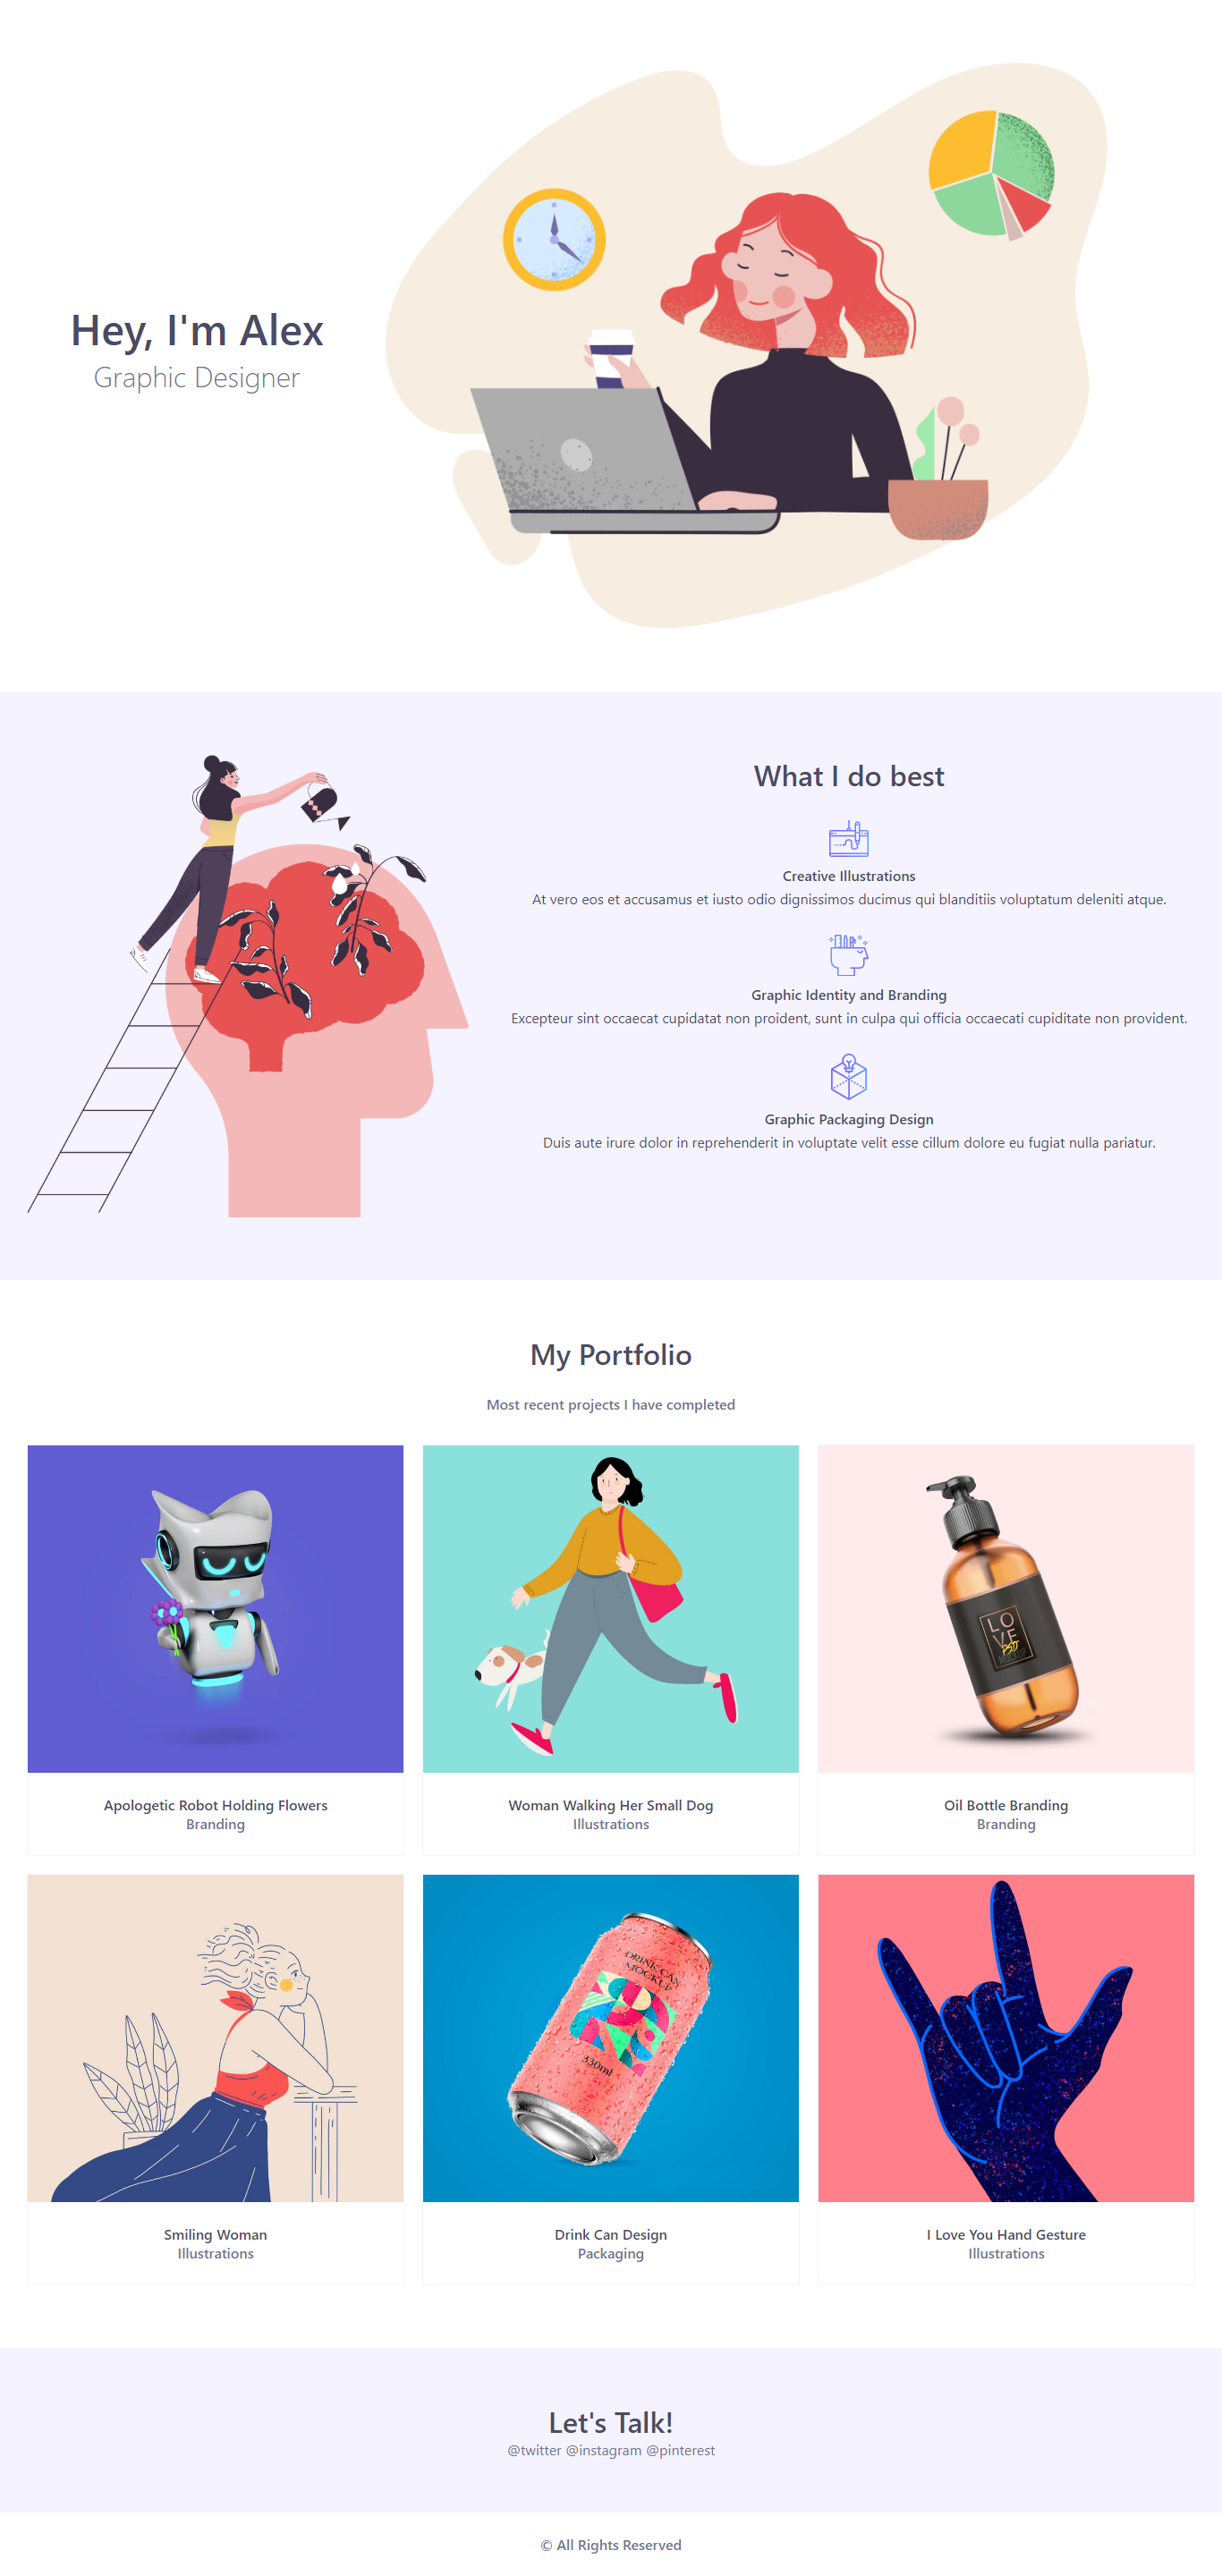 Hey, I'm Alex
Graphic Designer
What I do best
Creative Illustrations
At vero eos et accusamus et iusto odio dignissimos ducimus qui blanditiis voluptatum deleniti atque.
Graphic Identity and Branding
Excepteur sint occaecat cupidatat non proident, sunt in culpa qui officia occaecati cupiditate non provident.
Graphic Packaging Design
Duis aute irure dolor in reprehenderit in voluptate velit esse cillum dolore eu fugiat nulla pariatur.
My Portfolio
Most recent projects I have completed
LO
VE
PSD
MOCKUP
Apologetic Robot Holding Flowers
Branding
Woman Walking Her Small Dog
Illustrations
Oil Bottle Branding
Branding
DRINK CAN
MOCKUP
330ml
Smiling Woman
Illustrations
Drink Can Design
Packaging
I Love You Hand Gesture
Illustrations
Let's Talk!
@twitter @instagram @pinterest
© All Rights Reserved